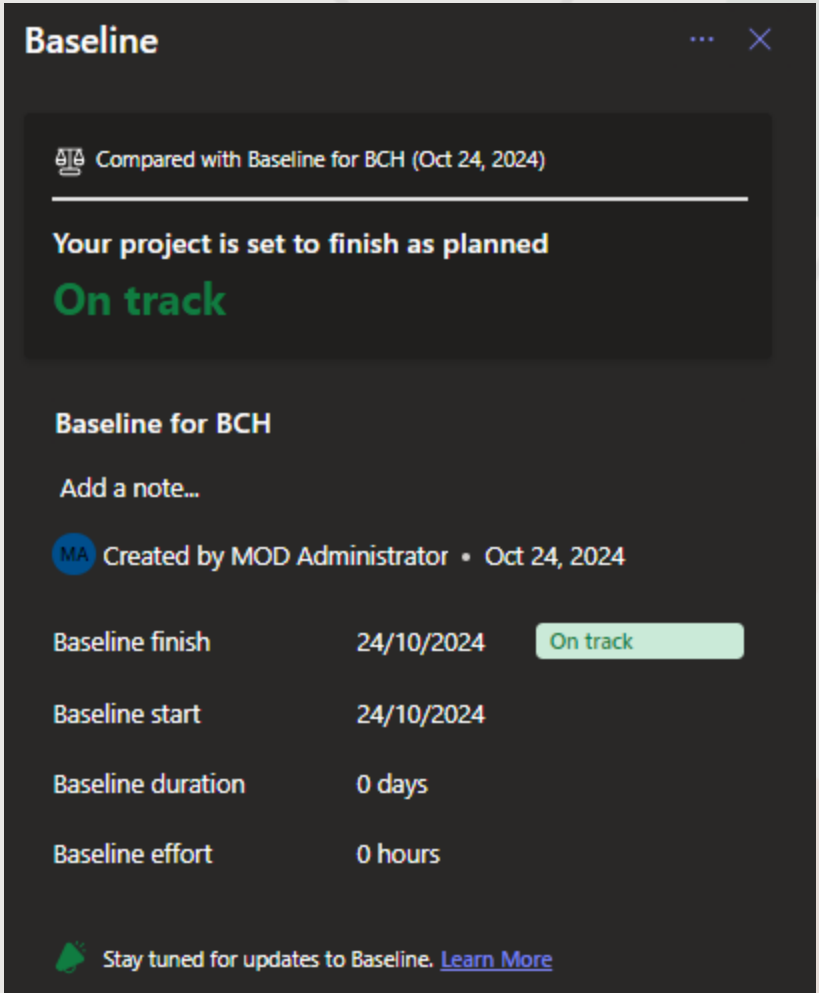 Baseline
Compared with Baseline for BCH (Oct 24, 2024)
Your project is set to finish as planned
On track
Baseline for BCH
Add a note...
MA Created by MOD Administrator • Oct 24, 2024
Baseline finish 24/10/2024 On track
Baseline start 24/10/2024
Baseline duration 0 days
Baseline effort 0 hours
Stay tuned for updates to Baseline. Learn More